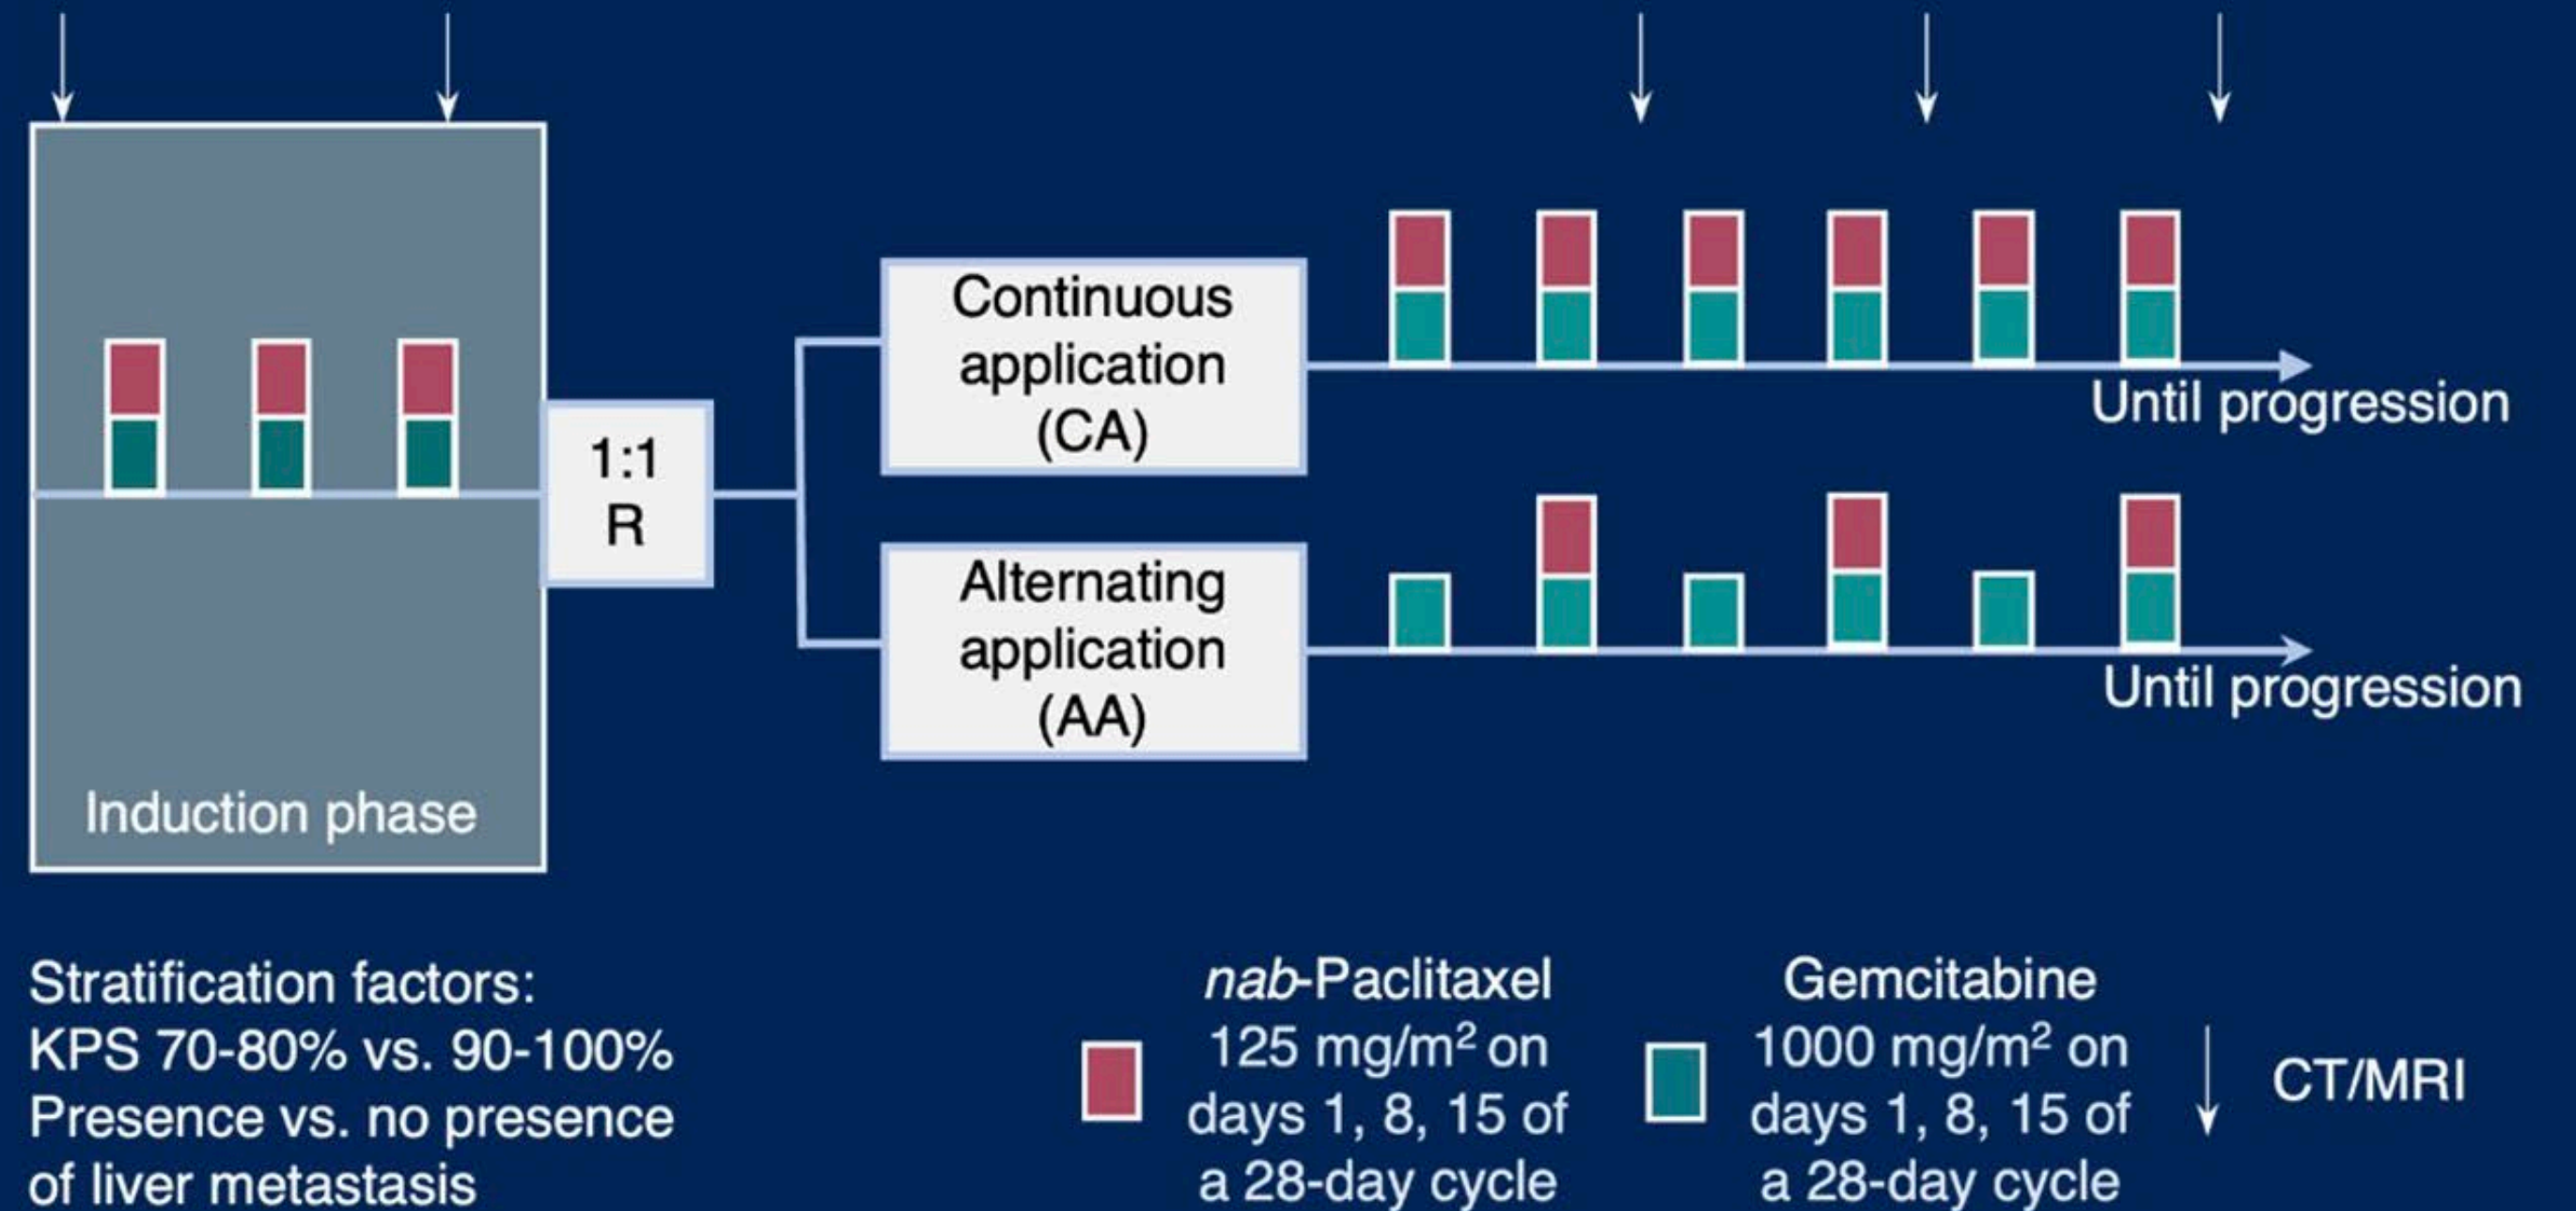 Continuous
application
(CA)
Until progression
1:1
R
Alternating
application
(AA)
Until progression
Induction phase
Stratification factors:
KPS 70-80% vs. 90-100%
Presence vs. no presence
of liver metastasis
nab-Paclitaxel
125 mg/m² on
days 1, 8, 15 of
a 28-day cycle
Gemcitabine
1000 mg/m² on
days 1, 8, 15 of
a 28-day cycle
CT/MRI